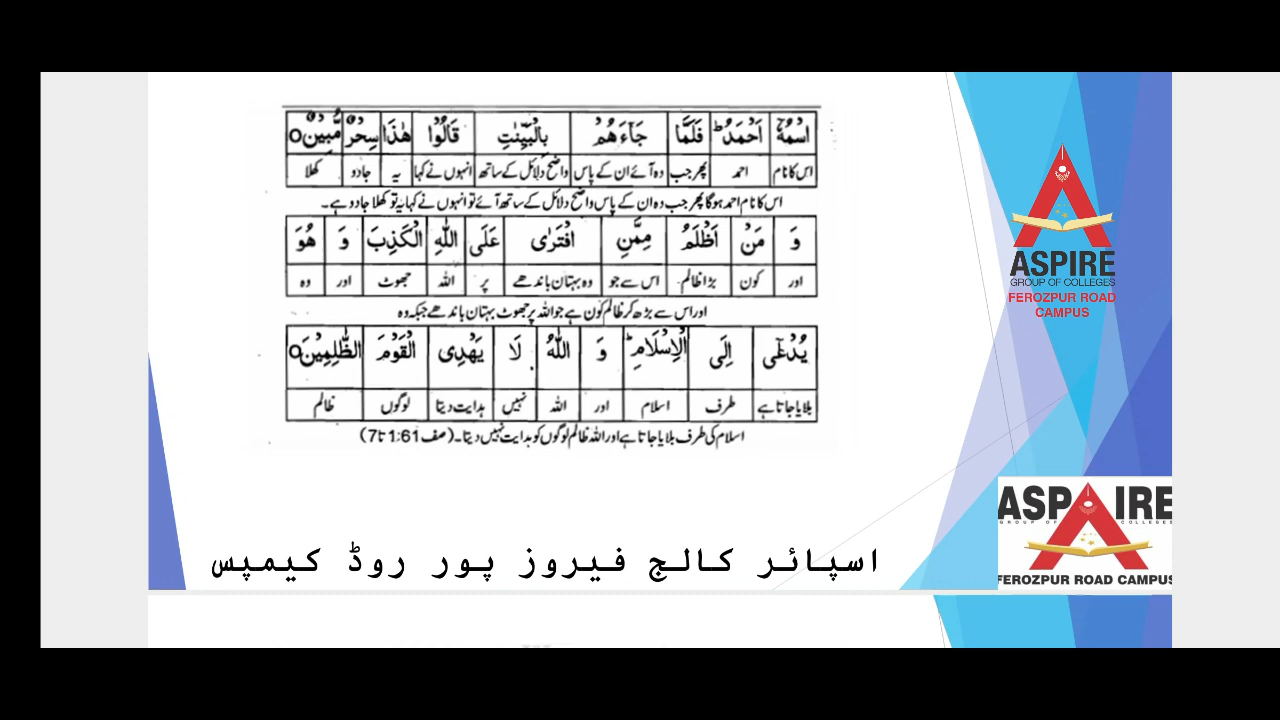 اسْمُهٗٓ اَحْمَدُ ؕ فَلَمَّا جَآءَهُمْ بِالْبَيِّنٰتِ قَالُوْا هٰذَا سِحْرٌ مُّبِيْنٌ ○
اس کا نام احمد پھر جب وہ آئے ان کے پاس واضح دلائل کے ساتھ انہوں نے کہا یہ جادو کھلا
اس کا نام احمد ہوگا پھر جب وہ ان کے پاس واضح دلائل کے ساتھ آئے تو انہوں نے کہا یہ تو کھلا جادو ہے۔
وَ مَنْ اَظْلَمُ مِمَّنِ افْتَرٰى عَلَى اللّٰهِ الْكَذِبَ وَ هُوَ
اور کون بڑا ظالم اس سے جو وہ بہتان باندھے پر اللہ جھوٹ اور وہ
اور اس سے بڑھ کر ظالم کون ہے جو اللہ پر جھوٹ بہتان باندھے جبکہ وہ
يُدْعٰٓى اِلَى الْاِسْلَامِ ؕ وَ اللّٰهُ لَا يَهْدِى الْقَوْمَ الظّٰلِمِيْنَ ○
بلایا جاتا ہے طرف اسلام اور اللہ نہیں ہدایت دیتا لوگوں ظالم
اسلام کی طرف بلایا جاتا ہے اور اللہ ظالم لوگوں کو ہدایت نہیں دیتا۔ (صف 1:61 تا 7)
ASPIRE
GROUP OF COLLEGES
FEROZPUR ROAD
CAMPUS
ASPAIRE
GROUP OF COLLEGES
FEROZPUR ROAD CAMPUS
اسپائر کالج فیروز پور روڈ کیمپس